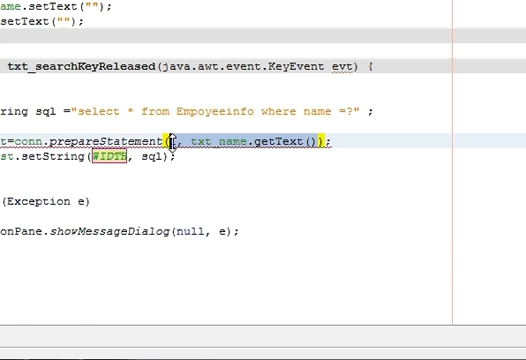 ame.setText("");
setText("");
txt_searchKeyReleased(java.awt.event.KeyEvent evt) {
ring sql ="select * from Empoyeeinfo where name =?" ;
t=conn.prepareStatement(, txt_name.getText());
st.setString(WIDTH, sql);
(Exception e)
onPane.showMessageDialog(null, e);